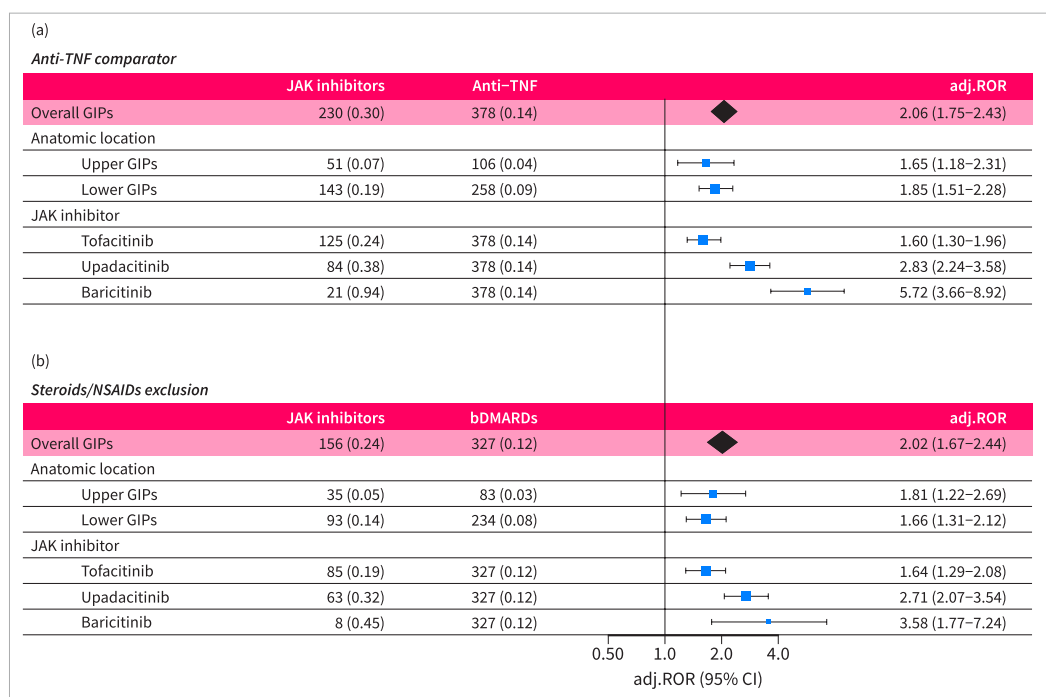 (a)
Anti-TNF comparator
JAK inhibitors Anti−TNF adj.ROR
Overall GIPs 230 (0.30) 378 (0.14) 2.06 (1.75−2.43)
Anatomic location
Upper GIPs 51 (0.07) 106 (0.04) 1.65 (1.18−2.31)
Lower GIPs 143 (0.19) 258 (0.09) 1.85 (1.51−2.28)
JAK inhibitor
Tofacitinib 125 (0.24) 378 (0.14) 1.60 (1.30−1.96)
Upadacitinib 84 (0.38) 378 (0.14) 2.83 (2.24−3.58)
Baricitinib 21 (0.94) 378 (0.14) 5.72 (3.66−8.92)
(b)
Steroids/NSAIDs exclusion
JAK inhibitors bDMARDs adj.ROR
Overall GIPs 156 (0.24) 327 (0.12) 2.02 (1.67−2.44)
Anatomic location
Upper GIPs 35 (0.05) 83 (0.03) 1.81 (1.22−2.69)
Lower GIPs 93 (0.14) 234 (0.08) 1.66 (1.31−2.12)
JAK inhibitor
Tofacitinib 85 (0.19) 327 (0.12) 1.64 (1.29−2.08)
Upadacitinib 63 (0.32) 327 (0.12) 2.71 (2.07−3.54)
Baricitinib 8 (0.45) 327 (0.12) 3.58 (1.77−7.24)
0.50 1.0 2.0 4.0
adj.ROR (95% CI)